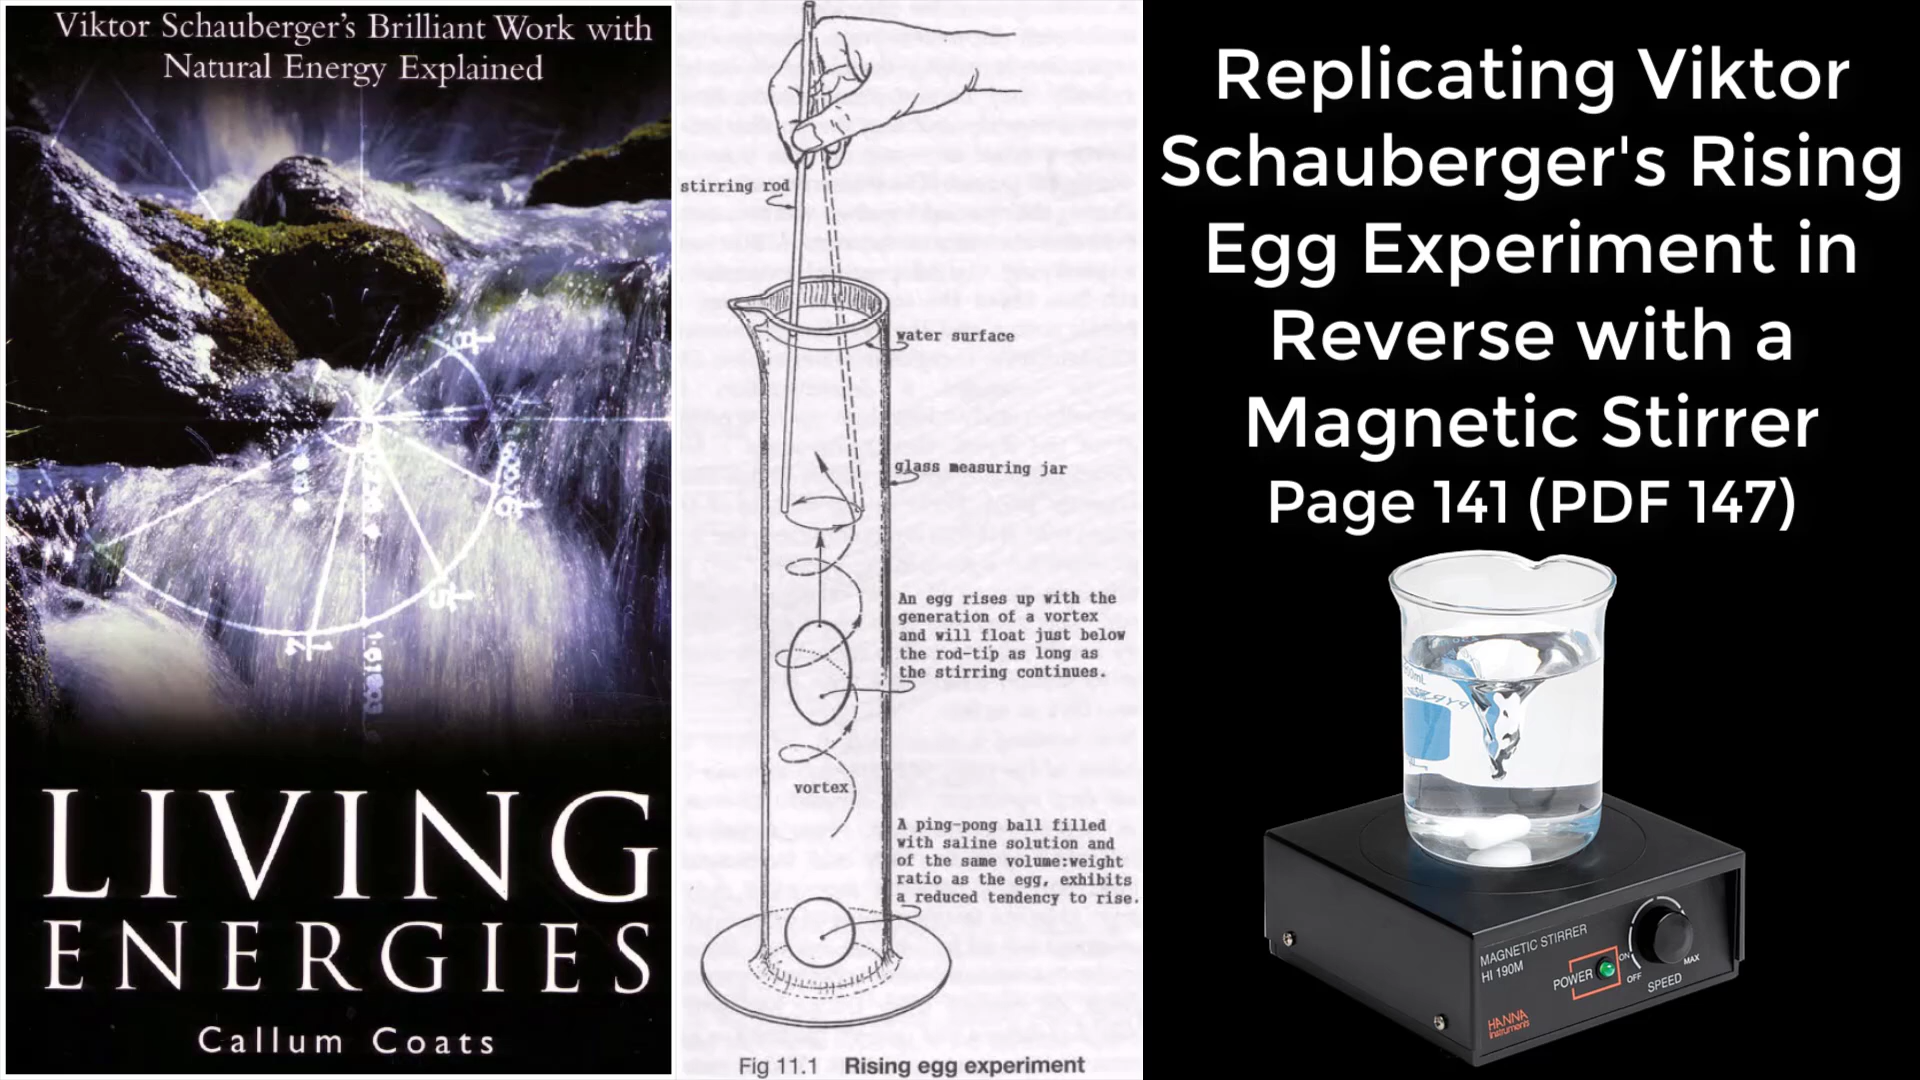 Viktor Schauberger's Brilliant Work with
Natural Energy Explained
LIVING
ENERGIES
Callum Coats
stirring rod
water surface
glass measuring jar
An egg rises up with the
generation of a vortex
and will float just below
the rod-tip as long as
the stirring continues.
vortex
A ping-pong ball filled
with saline solution and
of the same volume:weight
ratio as the egg, exhibits
a reduced tendency to rise.
Fig 11.1 Rising egg experiment
Replicating Viktor
Schauberger's Rising
Egg Experiment in
Reverse with a
Magnetic Stirrer
Page 141 (PDF 147)
MAGNETIC STIRRER
HI 190M
POWER
ON
OFF
SPEED
MAX
HANNA
instruments